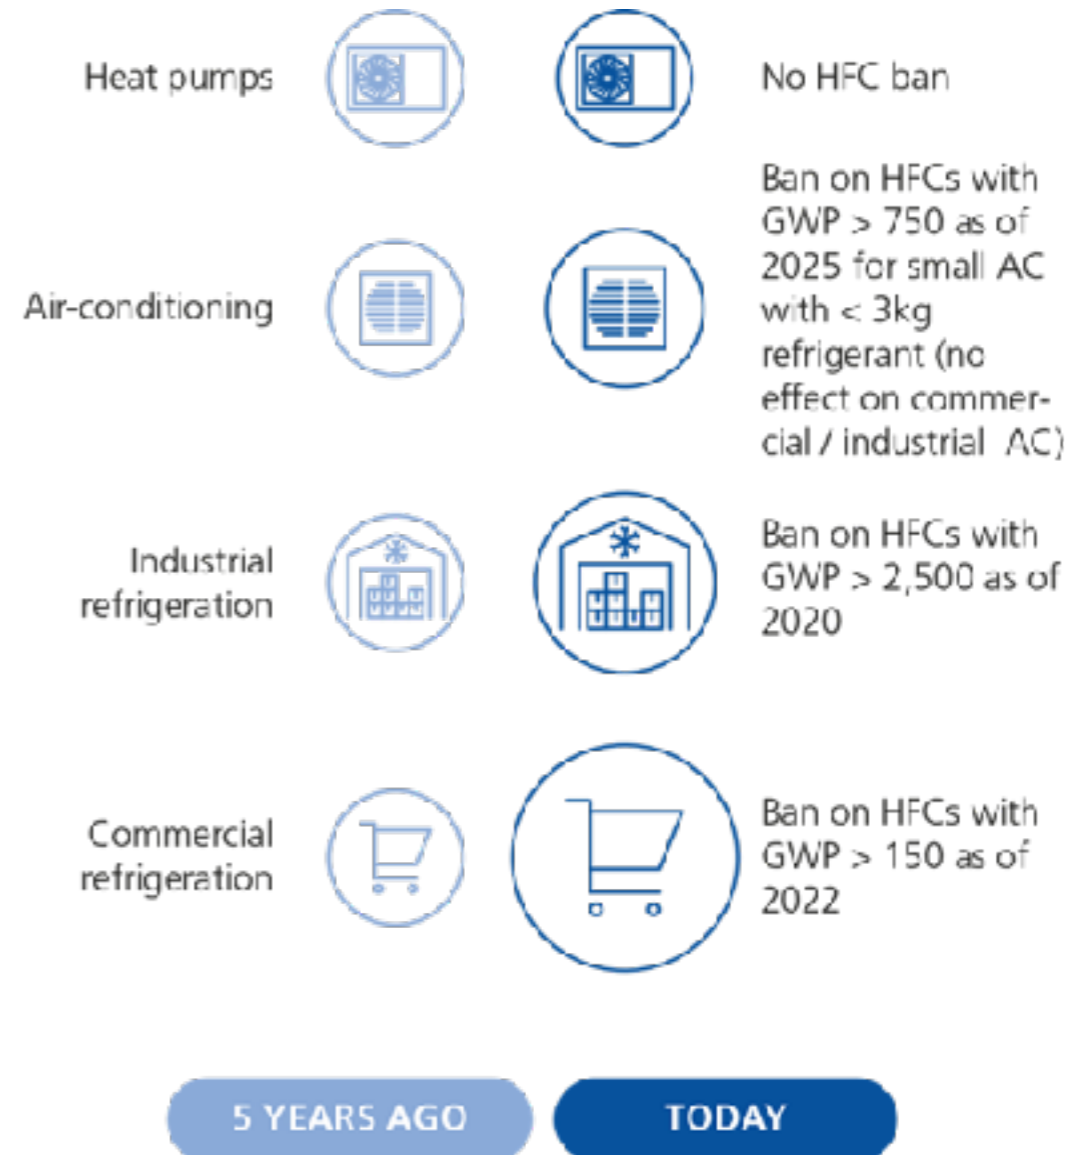 Heat pumps
No HFC ban
Air-conditioning
Ban on HFCs with
GWP > 750 as of
2025 for small AC
with < 3kg
refrigerant (no
effect on commer-
cial / industrial AC)
Industrial
refrigeration
Ban on HFCs with
GWP > 2,500 as of
2020
Commercial
refrigeration
Ban on HFCs with
GWP > 150 as of
2022
5 YEARS AGO
TODAY